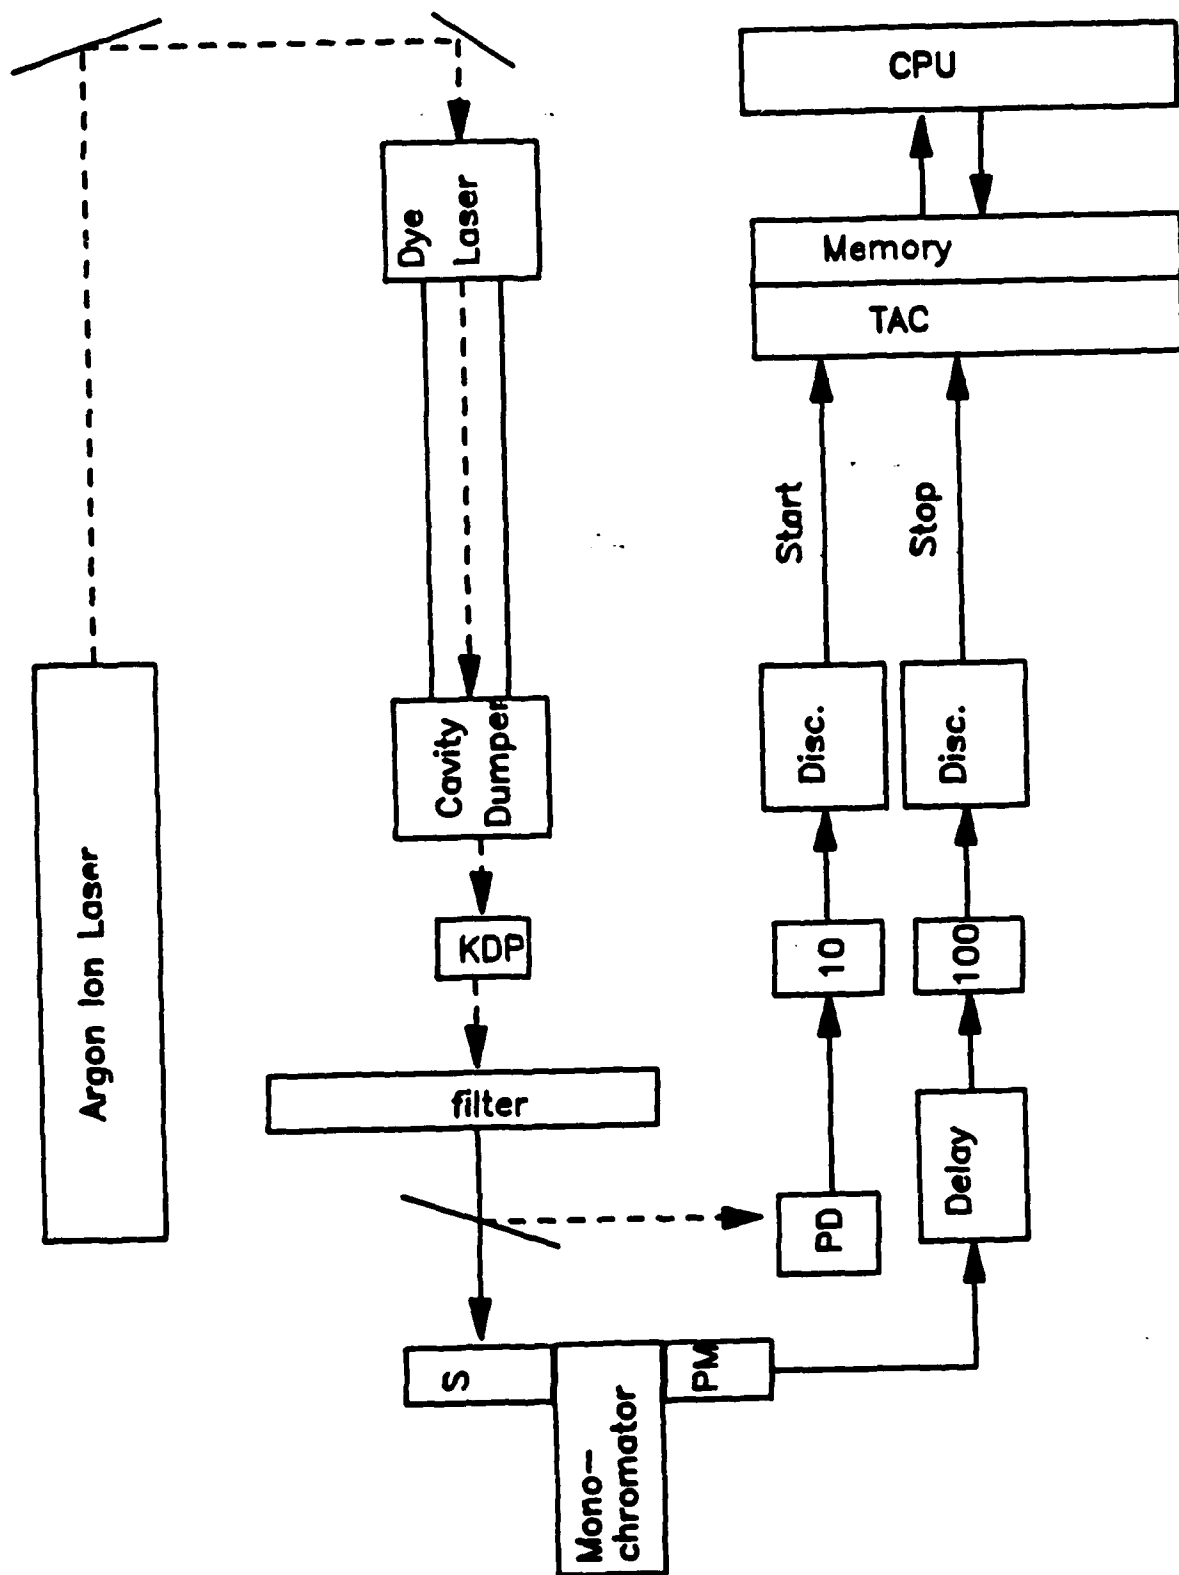 Argon Ion Laser
Dye
Laser
Cavity
Dumper
KDP
filter
S
Mono-
chromator
PM
PD
Delay
10
100
Disc.
Disc.
Start
Stop
TAC
Memory
CPU